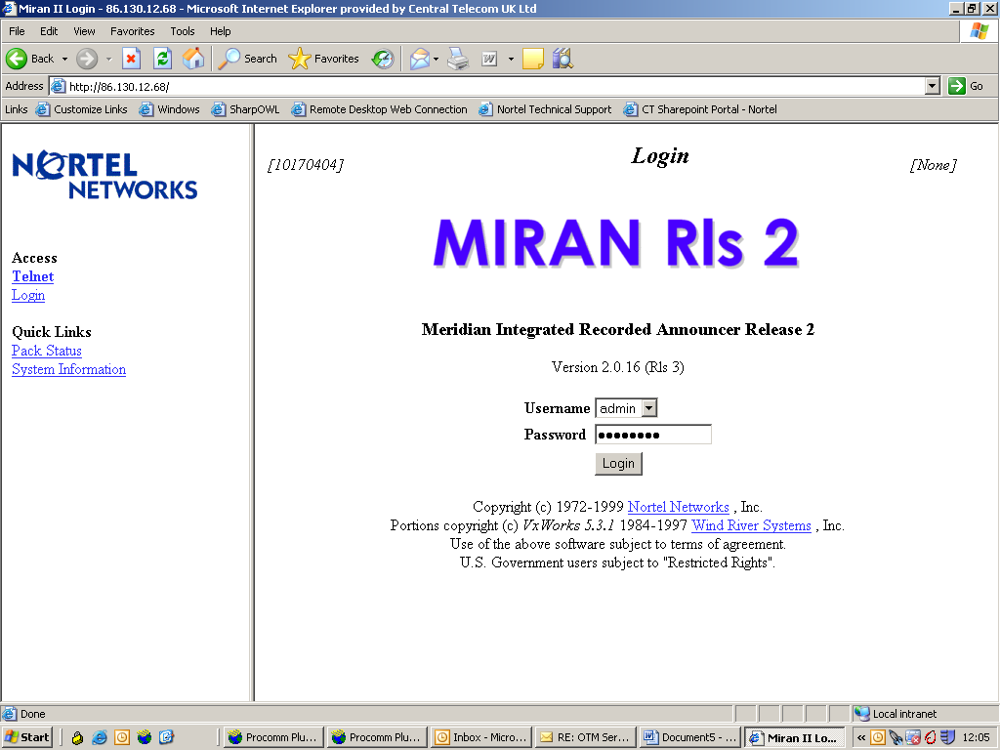 Miran II Login - 86.130.12.68 - Microsoft Internet Explorer provided by Central Telecom UK Ltd
File Edit View Favorites Tools Help
Back Search Favorites
Address http://86.130.12.68/ Go
Links Customize Links Windows SharpOWL Remote Desktop Web Connection Nortel Technical Support CT Sharepoint Portal - Nortel
NORTEL
NETWORKS
Access
Telnet
Login
Quick Links
Pack Status
System Information
[10170404] Login [None]
MIRAN Rls 2
Meridian Integrated Recorded Announcer Release 2
Version 2.0.16 (Rls 3)
Username admin
Password ●●●●●●●●
Login
Copyright (c) 1972-1999 Nortel Networks , Inc.
Portions copyright (c) VxWorks 5.3.1 1984-1997 Wind River Systems , Inc.
Use of the above software subject to terms of agreement.
U.S. Government users subject to "Restricted Rights".
Done Local intranet
Start Procomm Plu... Procomm Plu... Inbox - Micro... RE: OTM Ser... Document5 - ... Miran II Lo... « 12:05